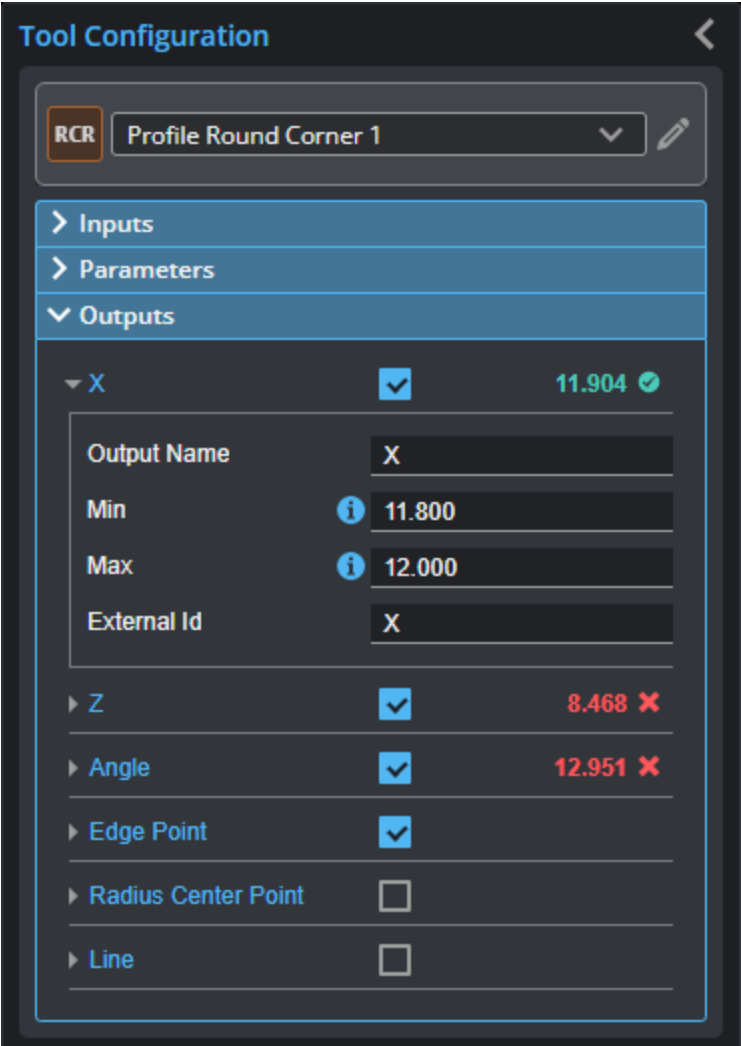 Tool Configuration
RCR Profile Round Corner 1
Inputs
Parameters
Outputs
X 11.904
Output Name X
Min 11.800
Max 12.000
External Id X
Z 8.468
Angle 12.951
Edge Point
Radius Center Point
Line